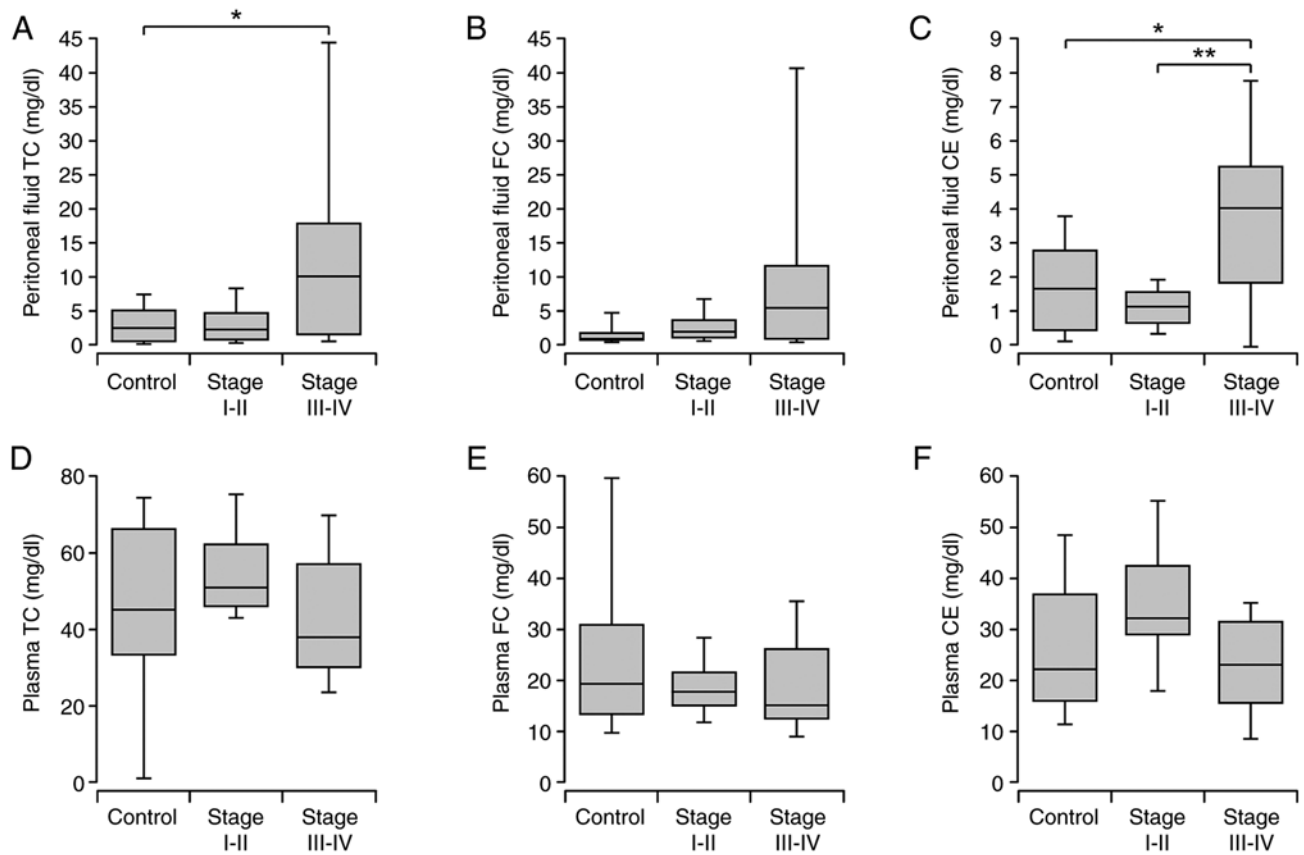 A
*
Peritoneal fluid TC (mg/dl)
45
40
35
30
25
20
15
10
5
0
Control
Stage
I-II
Stage
III-IV
B
Peritoneal fluid FC (mg/dl)
45
40
35
30
25
20
15
10
5
0
Control
Stage
I-II
Stage
III-IV
C
*
**
Peritoneal fluid CE (mg/dl)
9
8
7
6
5
4
3
2
1
0
Control
Stage
I-II
Stage
III-IV
D
Plasma TC (mg/dl)
80
60
40
20
0
Control
Stage
I-II
Stage
III-IV
E
Plasma FC (mg/dl)
60
50
40
30
20
10
0
Control
Stage
I-II
Stage
III-IV
F
Plasma CE (mg/dl)
60
50
40
30
20
10
0
Control
Stage
I-II
Stage
III-IV